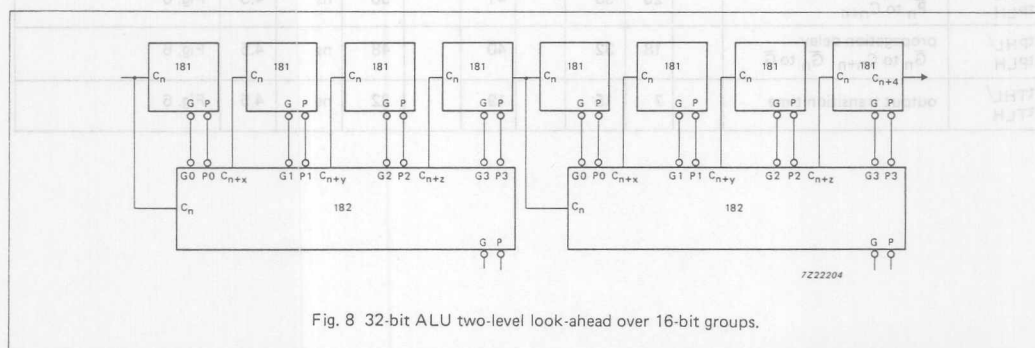 181 181 181 181 181 181 181 181
Cn Cn Cn Cn Cn Cn Cn Cn Cn+4
G P G P G P G P G P G P G P G P
G0 P0 Cn+x G1 P1 Cn+y G2 P2 Cn+z G3 P3 G0 P0 Cn+x G1 P1 Cn+y G2 P2 Cn+z G3 P3
Cn 182 Cn 182
G P G P
7Z22204
Fig. 8 32-bit ALU two-level look-ahead over 16-bit groups.